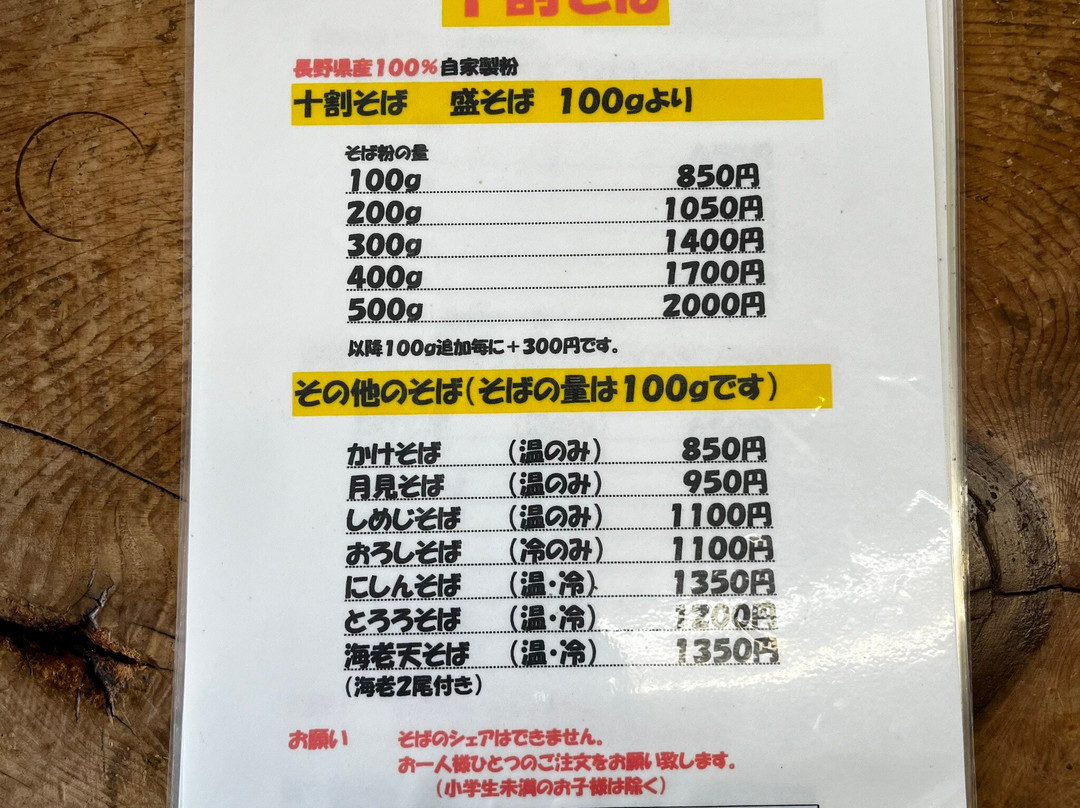 十割そば
長野県産100%自家製粉
十割そば 盛そば 100gより
そば粉の量
100g 850円
200g 1050円
300g 1400円
400g 1700円
500g 2000円
以降100g追加毎に+300円です。
その他のそば(そばの量は100gです)
かけそば (温のみ) 850円
月見そば (温のみ) 950円
しめじそば (温のみ) 1100円
おろしそば (冷のみ) 1100円
にしんそば (温・冷) 1350円
とろろそば (温・冷) 1200円
海老天そば (温・冷) 1350円
(海老2尾付き)
お願い そばのシェアはできません。
お一人様ひとつのご注文をお願い致します。
(小学生未満のお子様は除く)